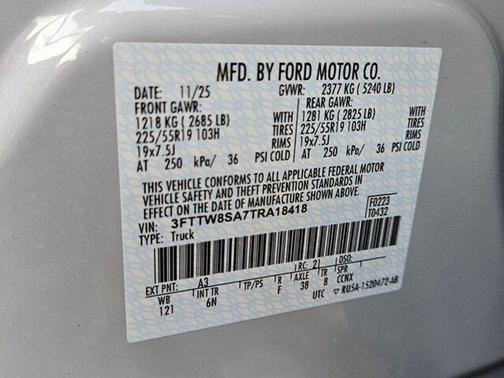 MFD. BY FORD MOTOR CO.
DATE: 11/25 GVWR: 2377 KG ( 5240 LB)
FRONT GAWR: REAR GAWR:
1218 KG ( 2685 LB) WITH 1281 KG ( 2825 LB) WITH
225/55R19 103H TIRES 225/55R19 103H TIRES
19x7.5J RIMS 19x7.5J RIMS
AT 250 kPa/ 36 PSI COLD AT 250 kPa/ 36 PSI COLD
THIS VEHICLE CONFORMS TO ALL APPLICABLE FEDERAL MOTOR
VEHICLE SAFETY AND THEFT PREVENTION STANDARDS IN
EFFECT ON THE DATE OF MANUFACTURE SHOWN ABOVE.
VIN: 3FTTW8SA7TRA18418 F0223
TYPE: Truck T0432
EXT PNT: A3 RC: 21 DSO:
WB INT TR TP/PS R AXLE TR SPR
121 6N F 38 8 CCNX
UTC ▽ RU5A-1520472-AB